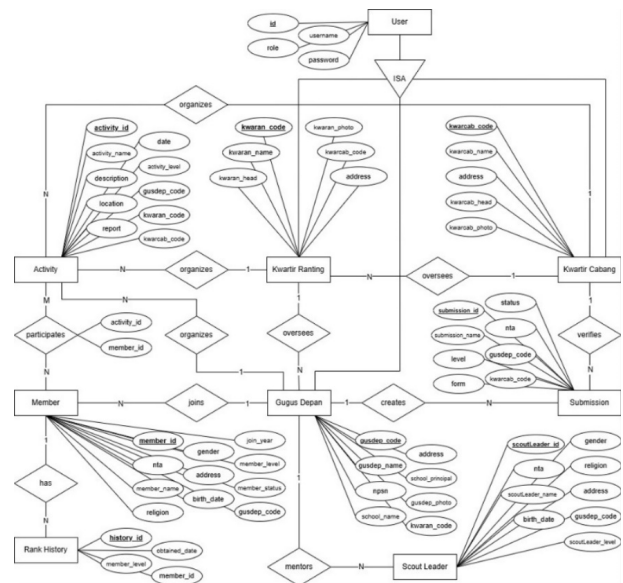 User
id
username
role
password
ISA
organizes
activity_id
date
activity_name
activity_level
description
gusdep_code
location
kwaran_code
report
kwarcab_code
kwaran_code
kwaran_photo
kwaran_name
kwarcab_code
kwaran_head
address
kwarcab_code
kwarcab_name
address
kwarcab_head
kwarcab_photo
N
1
Activity
N
organizes
1
Kwartir Ranting
N
oversees
1
Kwartir Cabang
M
N
1
1
participates
activity_id
member_id
organizes
oversees
submission_id
status
submission_name
nta
level
gusdep_code
form
kwarcab_code
verifies
N
1
N
N
Member
N
joins
1
Gugus Depan
1
creates
N
Submission
1
has
N
member_id
gender
join_year
nta
address
member_level
member_name
birth_date
member_status
religion
gusdep_code
gusdep_code
address
gusdep_name
school_principal
npsn
gusdep_photo
school_name
kwaran_code
1
scoutLeader_id
gender
nta
religion
scoutLeader_name
address
birth_date
gusdep_code
scoutLeader_level
Rank History
history_id
obtained_date
member_level
member_id
mentors
N
Scout Leader